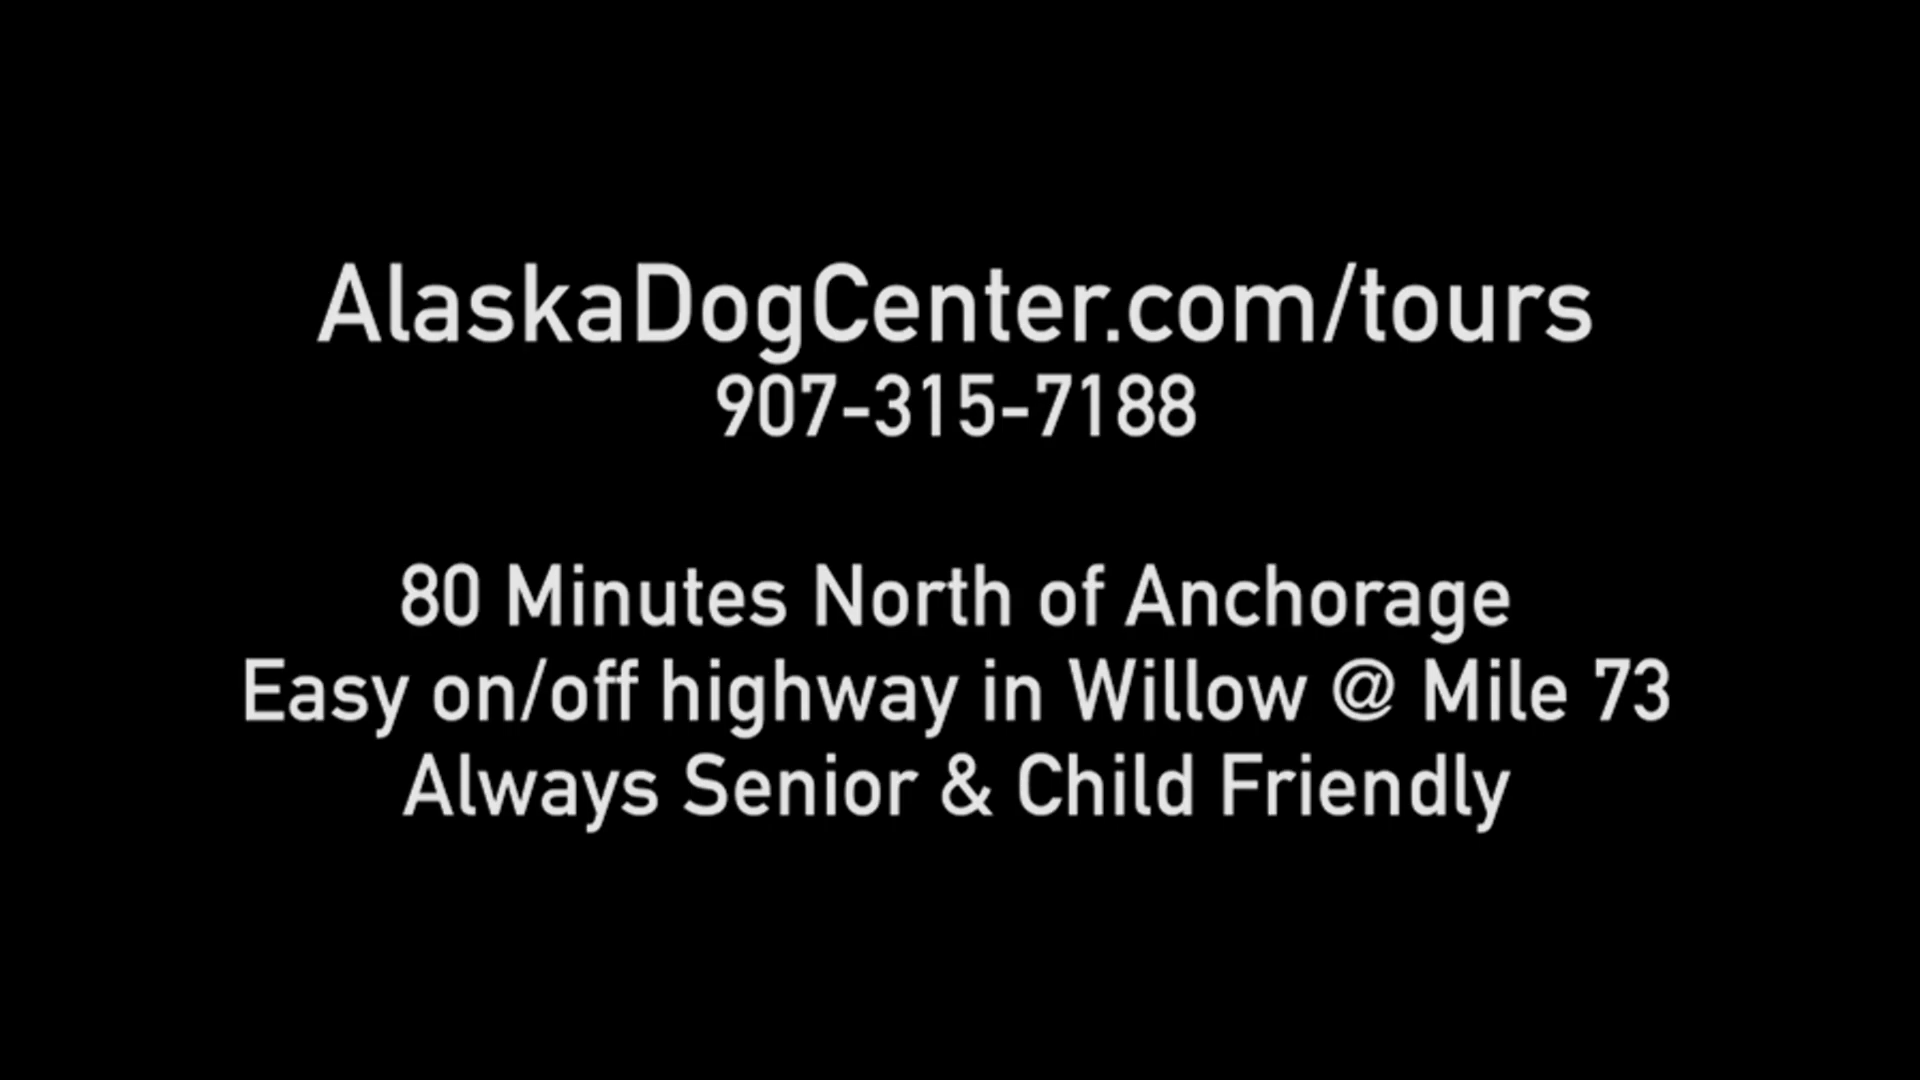 AlaskaDogCenter.com/tours
907-315-7188
80 Minutes North of Anchorage
Easy on/off highway in Willow @ Mile 73
Always Senior & Child Friendly